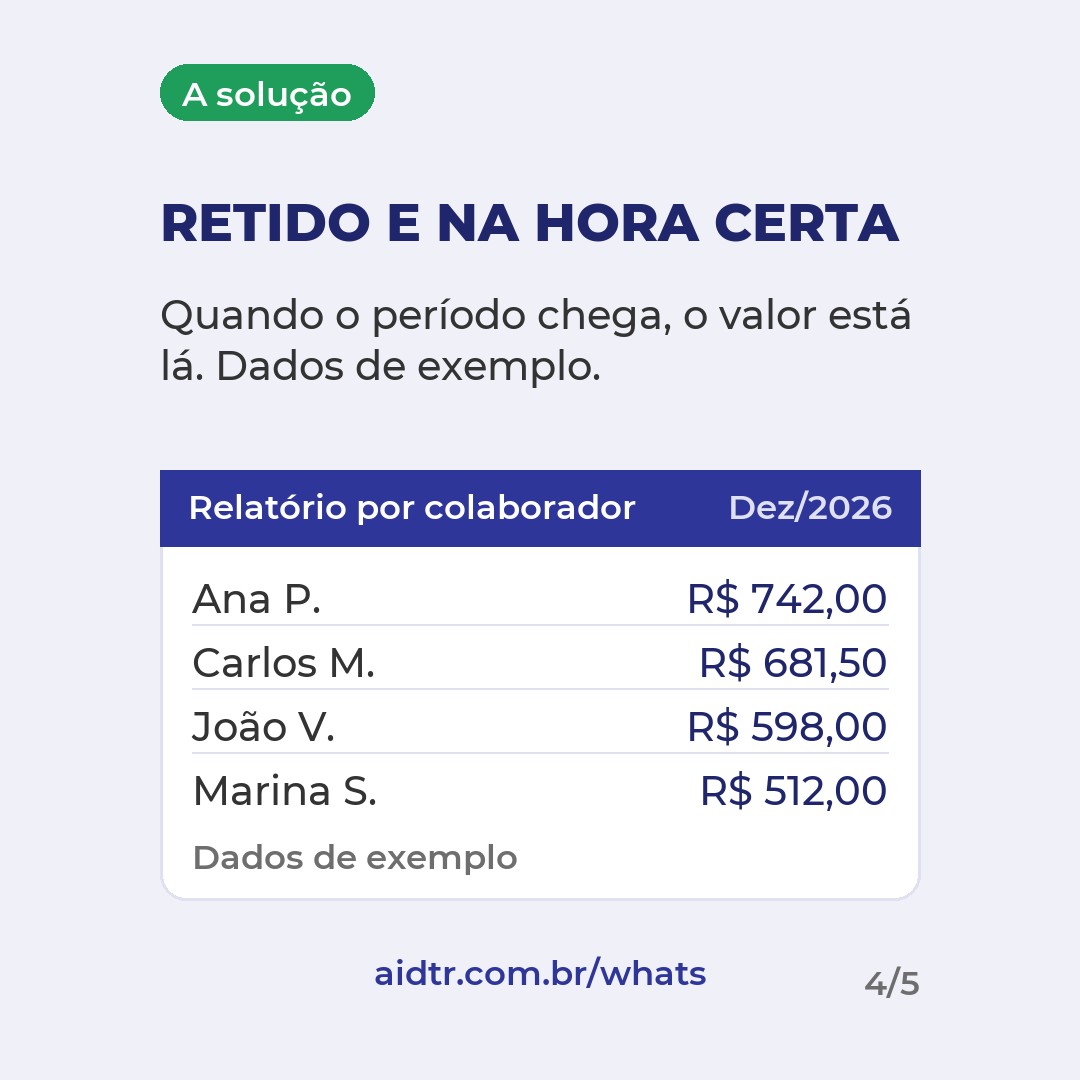 A solução
RETIDO E NA HORA CERTA
Quando o período chega, o valor está
lá. Dados de exemplo.
Relatório por colaborador Dez/2026
Ana P. R$ 742,00
Carlos M. R$ 681,50
João V. R$ 598,00
Marina S. R$ 512,00
Dados de exemplo
aidtr.com.br/whats
4/5